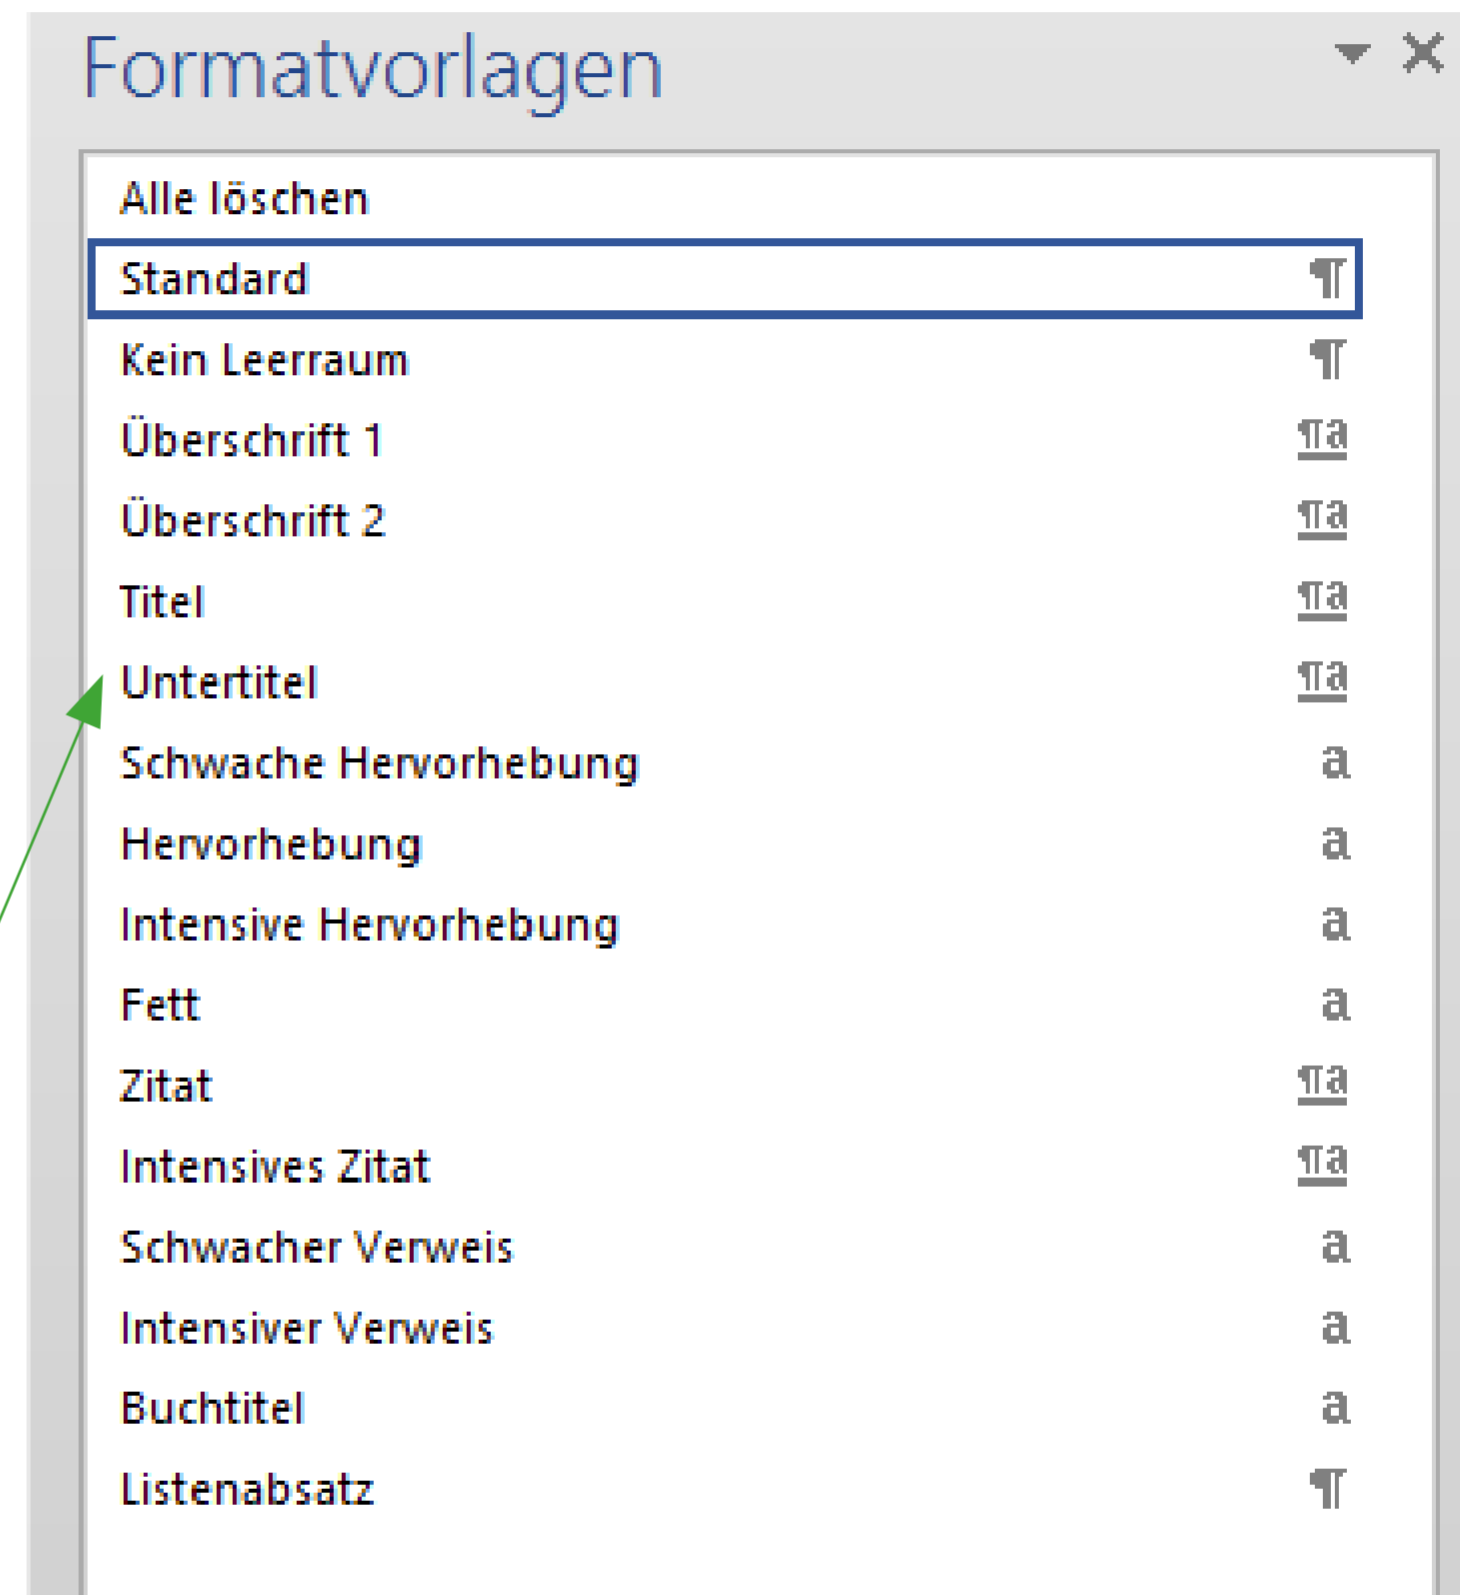 Formatvorlagen
Alle löschen
Standard ¶
Kein Leerraum ¶
Überschrift 1 ¶a
Überschrift 2 ¶a
Titel ¶a
Untertitel ¶a
Schwache Hervorhebung a
Hervorhebung a
Intensive Hervorhebung a
Fett a
Zitat ¶a
Intensives Zitat ¶a
Schwacher Verweis a
Intensiver Verweis a
Buchtitel a
Listenabsatz ¶